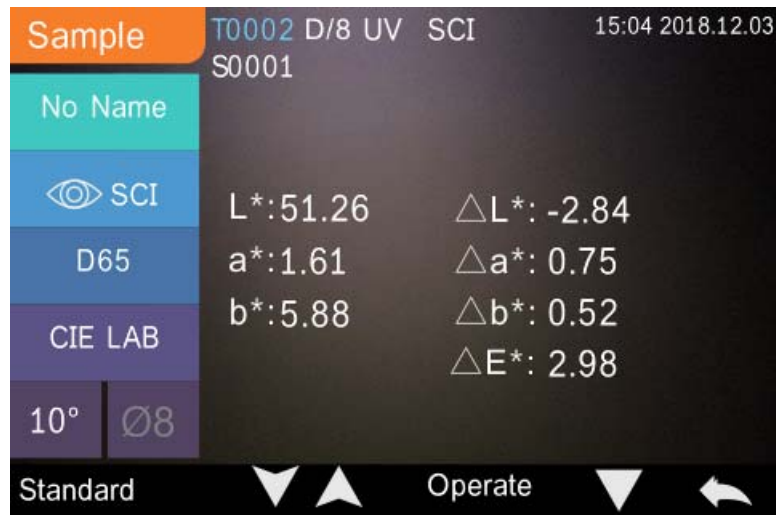 Sample
T0002 D/8 UV SCI
15:04 2018.12.03
S0001
No Name
SCI
D65
CIE LAB
10°
Ø8
L*:51.26
△L*: -2.84
a*:1.61
△a*: 0.75
b*:5.88
△b*: 0.52
△E*: 2.98
Standard
Operate